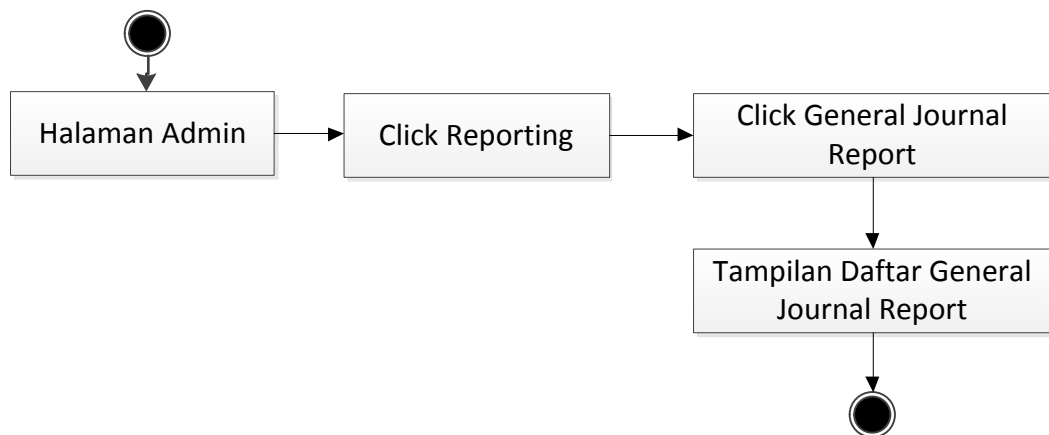 Halaman Admin
Click Reporting
Click General Journal
Report
Tampilan Daftar General
Journal Report